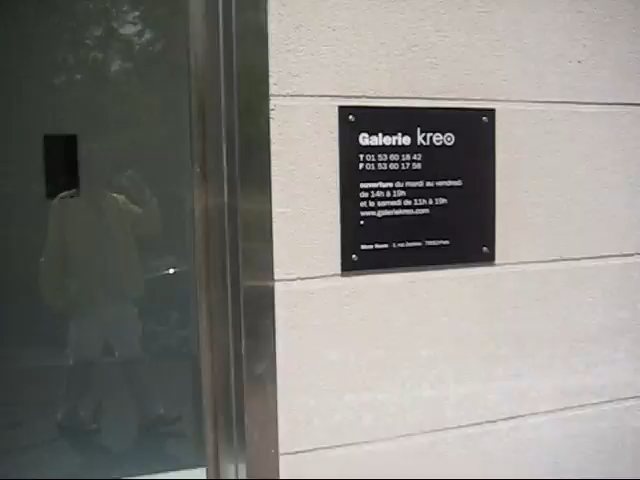 Galerie kreo
T 01 53 60 18 42
F 01 53 60 17 58
ouverture du mardi au vendredi
de 14h à 19h
et le samedi de 11h à 19h
www.galeriekreo.com